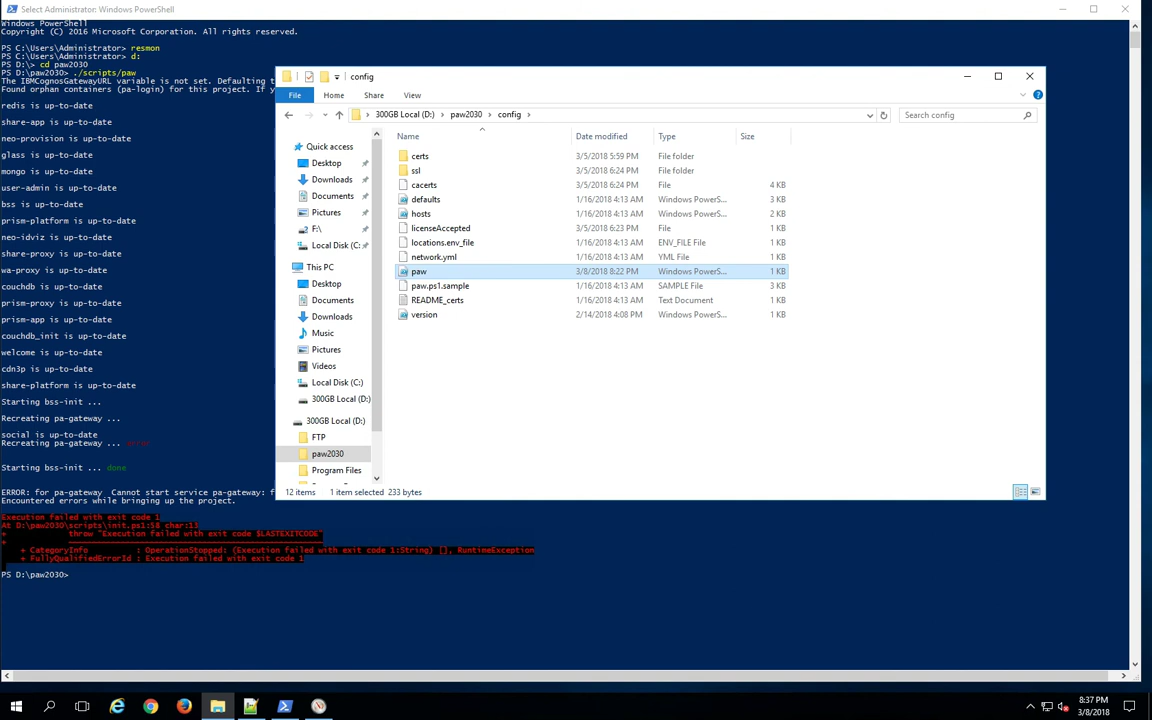 Select Administrator: Windows PowerShell
Windows PowerShell
Copyright (C) 2016 Microsoft Corporation. All rights reserved.
PS C:\Users\Administrator> resmon
PS C:\Users\Administrator> d:
PS D:\> cd paw2030
PS D:\paw2030> ./scripts/paw
The IBMCognosGatewayURL variable is not set. Defaulting t
Found orphan containers (pa-login) for this project. If y
redis is up-to-date
share-app is up-to-date
neo-provision is up-to-date
glass is up-to-date
mongo is up-to-date
user-admin is up-to-date
bss is up-to-date
prism-platform is up-to-date
neo-idviz is up-to-date
share-proxy is up-to-date
wa-proxy is up-to-date
couchdb is up-to-date
prism-proxy is up-to-date
prism-app is up-to-date
couchdb_init is up-to-date
welcome is up-to-date
cdn3p is up-to-date
share-platform is up-to-date
Starting bss-init ...
Recreating pa-gateway ...
social is up-to-date
Recreating pa-gateway ... error
Starting bss-init ... done
ERROR: for pa-gateway  Cannot start service pa-gateway: f
Encountered errors while bringing up the project.
Execution failed with exit code 1
At D:\paw2030\scripts\init.ps1:58 char:13
+             throw "Execution failed with exit code $LASTEXITCODE"
+             ~~~~~~~~~~~~~~~~~~~~~~~~~~~~~~~~~~~~~~~~~~~~~~~~~~~~~
    + CategoryInfo          : OperationStopped: (Execution failed with exit code 1:String) [], RuntimeException
    + FullyQualifiedErrorId : Execution failed with exit code 1
PS D:\paw2030>
config
File Home Share View
300GB Local (D:) > paw2030 > config >
Search config
Quick access
Desktop
Downloads
Documents
Pictures
F:\
Local Disk (C:
This PC
Desktop
Documents
Downloads
Music
Pictures
Videos
Local Disk (C:)
300GB Local (D:)
300GB Local (D:)
FTP
paw2030
Program Files
Name Date modified Type Size
certs 3/5/2018 5:59 PM File folder
ssl 3/5/2018 6:24 PM File folder
cacerts 3/5/2018 6:24 PM File 4 KB
defaults 1/16/2018 4:13 AM Windows PowerS... 3 KB
hosts 1/16/2018 4:13 AM Windows PowerS... 2 KB
licenseAccepted 3/5/2018 6:23 PM File 0 KB
locations.env_file 1/16/2018 4:13 AM ENV_FILE File 0 KB
network.yml 1/16/2018 4:13 AM YML File 1 KB
paw 3/8/2018 8:22 PM Windows PowerS... 1 KB
paw.ps1.sample 1/16/2018 4:13 AM SAMPLE File 3 KB
README_certs 1/16/2018 4:13 AM Text Document 1 KB
version 2/14/2018 4:08 PM Windows PowerS... 1 KB
12 items 1 item selected 233 bytes
8:37 PM
3/8/2018